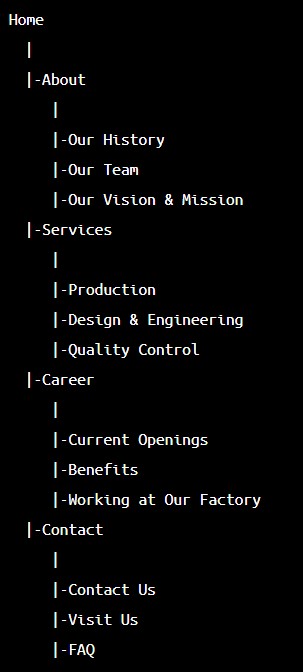 Home
|
|-About
|
|-Our History
|-Our Team
|-Our Vision & Mission
|-Services
|
|-Production
|-Design & Engineering
|-Quality Control
|-Career
|
|-Current Openings
|-Benefits
|-Working at Our Factory
|-Contact
|
|-Contact Us
|-Visit Us
|-FAQ